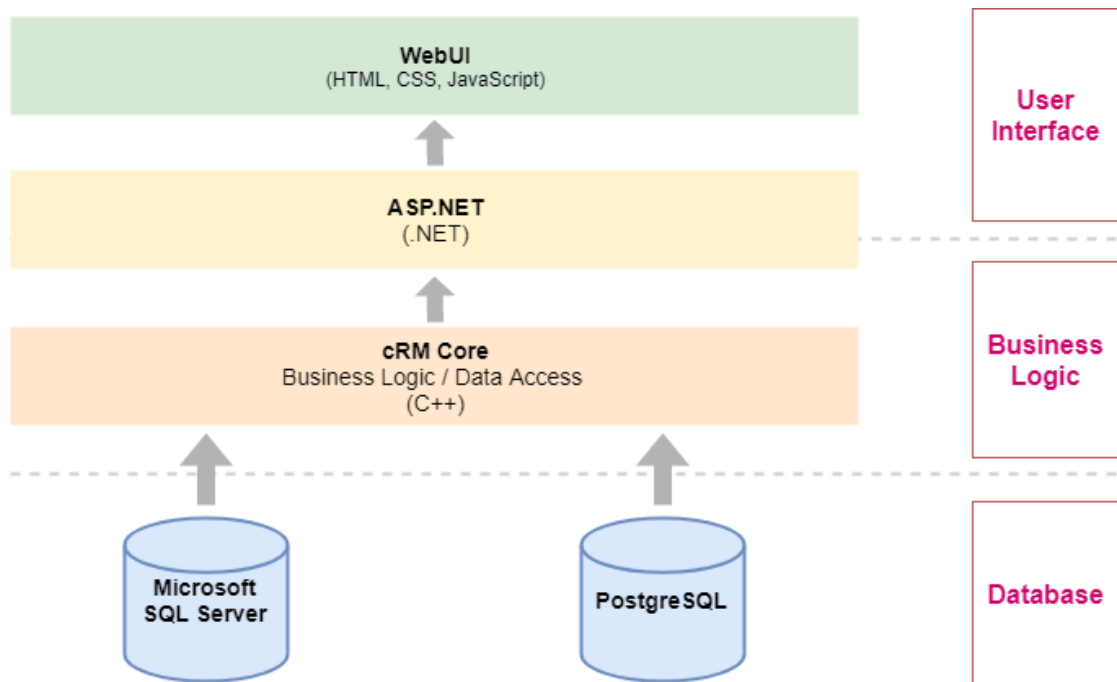 WebUI
(HTML, CSS, JavaScript)
User
Interface
ASP.NET
(.NET)
cRM Core
Business Logic / Data Access
(C++)
Business
Logic
Microsoft
SQL Server
PostgreSQL
Database